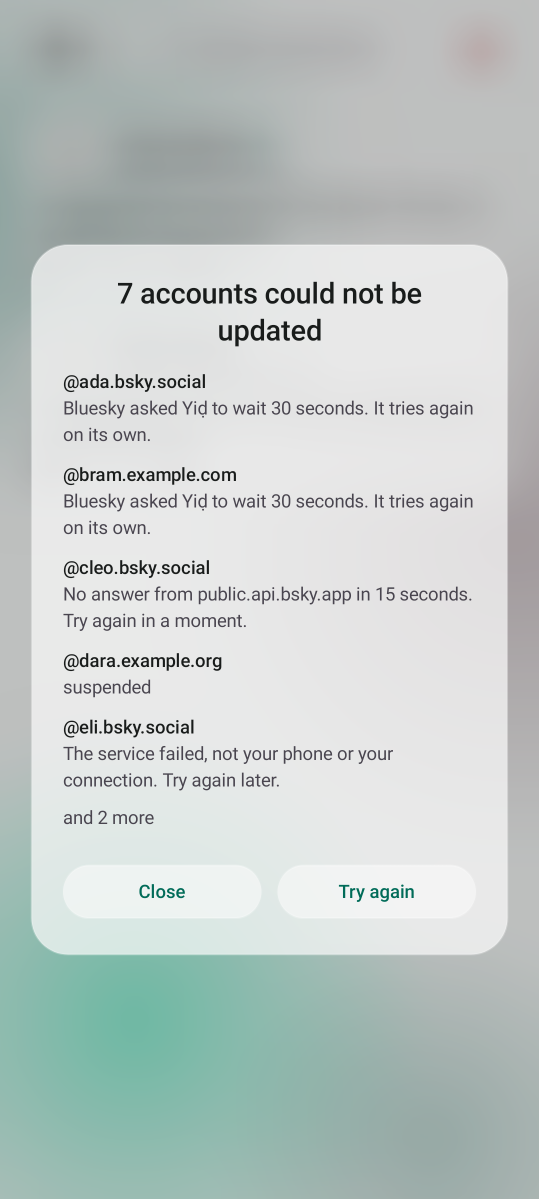 7 accounts could not be
updated
@ada.bsky.social
Bluesky asked Yiḍ to wait 30 seconds. It tries again
on its own.
@bram.example.com
Bluesky asked Yiḍ to wait 30 seconds. It tries again
on its own.
@cleo.bsky.social
No answer from public.api.bsky.app in 15 seconds.
Try again in a moment.
@dara.example.org
suspended
@eli.bsky.social
The service failed, not your phone or your
connection. Try again later.
and 2 more
Close
Try again